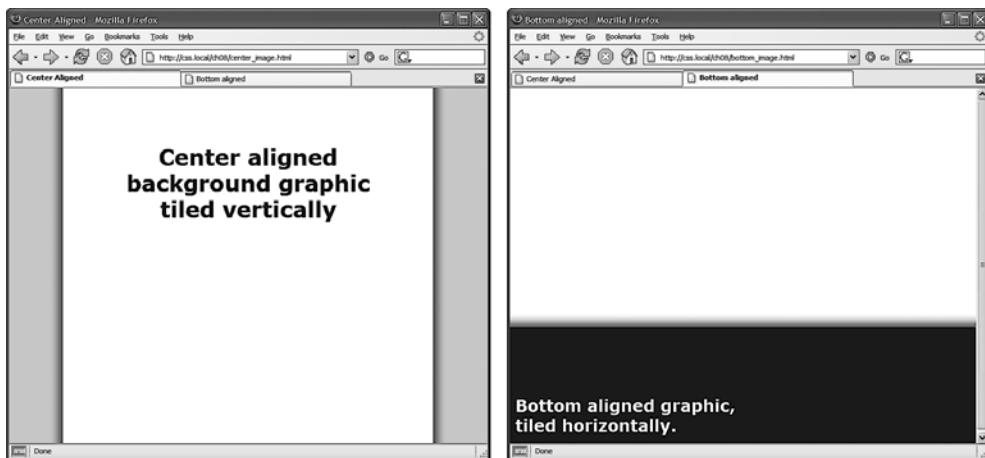 Center Aligned - Mozilla Firefox
File Edit View Go Bookmarks Tools Help
http://css.local/ch08/center_image.html Go
Center Aligned Bottom aligned
Center aligned
background graphic
tiled vertically
Done
Bottom aligned - Mozilla Firefox
File Edit View Go Bookmarks Tools Help
http://css.local/ch08/bottom_image.html Go
Center Aligned Bottom aligned
Bottom aligned graphic,
tiled horizontally.
Done